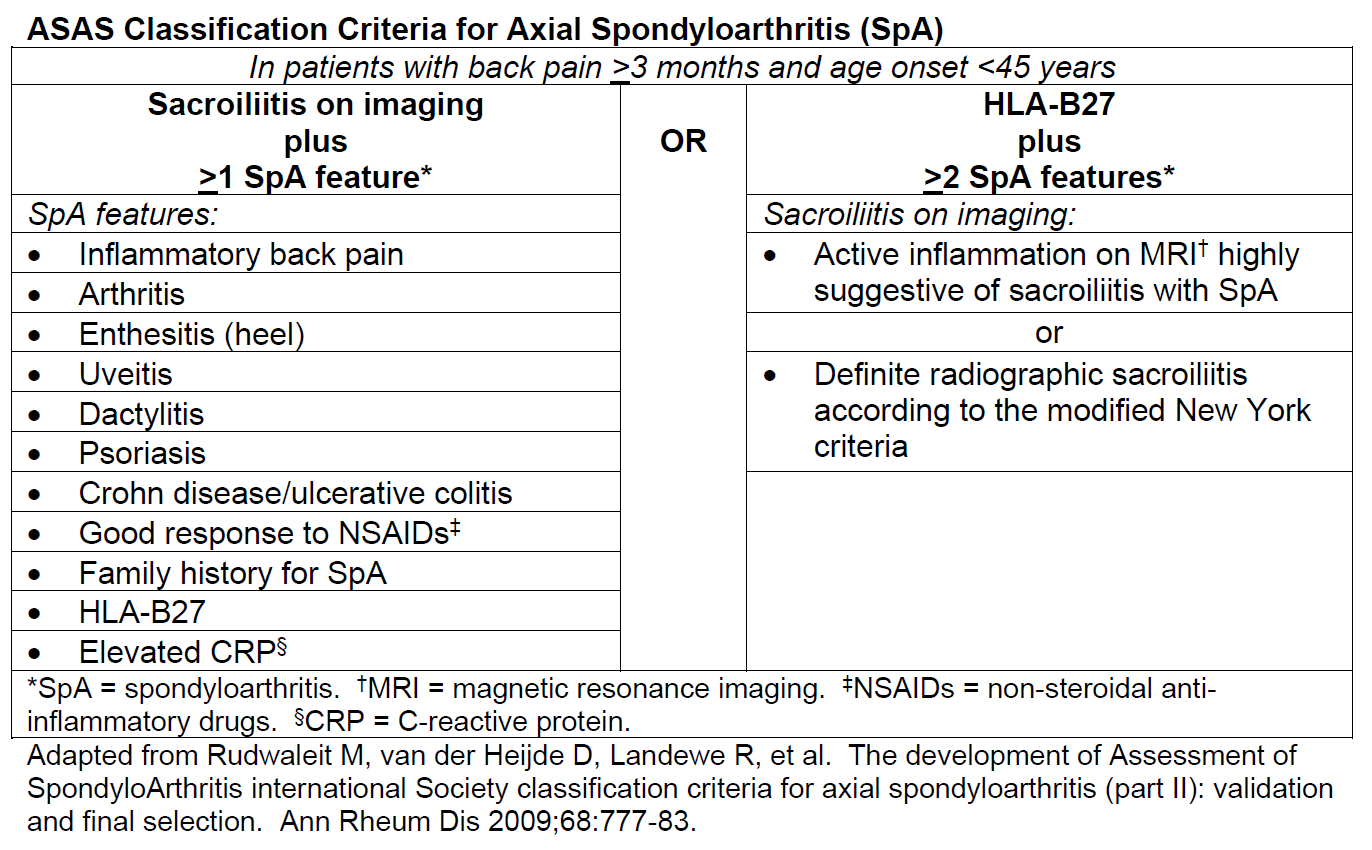 ASAS Classification Criteria for Axial Spondyloarthritis (SpA)
In patients with back pain ≥3 months and age onset <45 years
Sacroiliitis on imaging
plus
≥1 SpA feature*
OR
HLA-B27
plus
≥2 SpA features*
SpA features:
• Inflammatory back pain
• Arthritis
• Enthesitis (heel)
• Uveitis
• Dactylitis
• Psoriasis
• Crohn disease/ulcerative colitis
• Good response to NSAIDs‡
• Family history for SpA
• HLA-B27
• Elevated CRP§
Sacroiliitis on imaging:
• Active inflammation on MRI† highly
suggestive of sacroiliitis with SpA
or
• Definite radiographic sacroiliitis
according to the modified New York
criteria
*SpA = spondyloarthritis. †MRI = magnetic resonance imaging. ‡NSAIDs = non-steroidal anti-
inflammatory drugs. §CRP = C-reactive protein.
Adapted from Rudwaleit M, van der Heijde D, Landewe R, et al. The development of Assessment of
SpondyloArthritis international Society classification criteria for axial spondyloarthritis (part II): validation
and final selection. Ann Rheum Dis 2009;68:777-83.